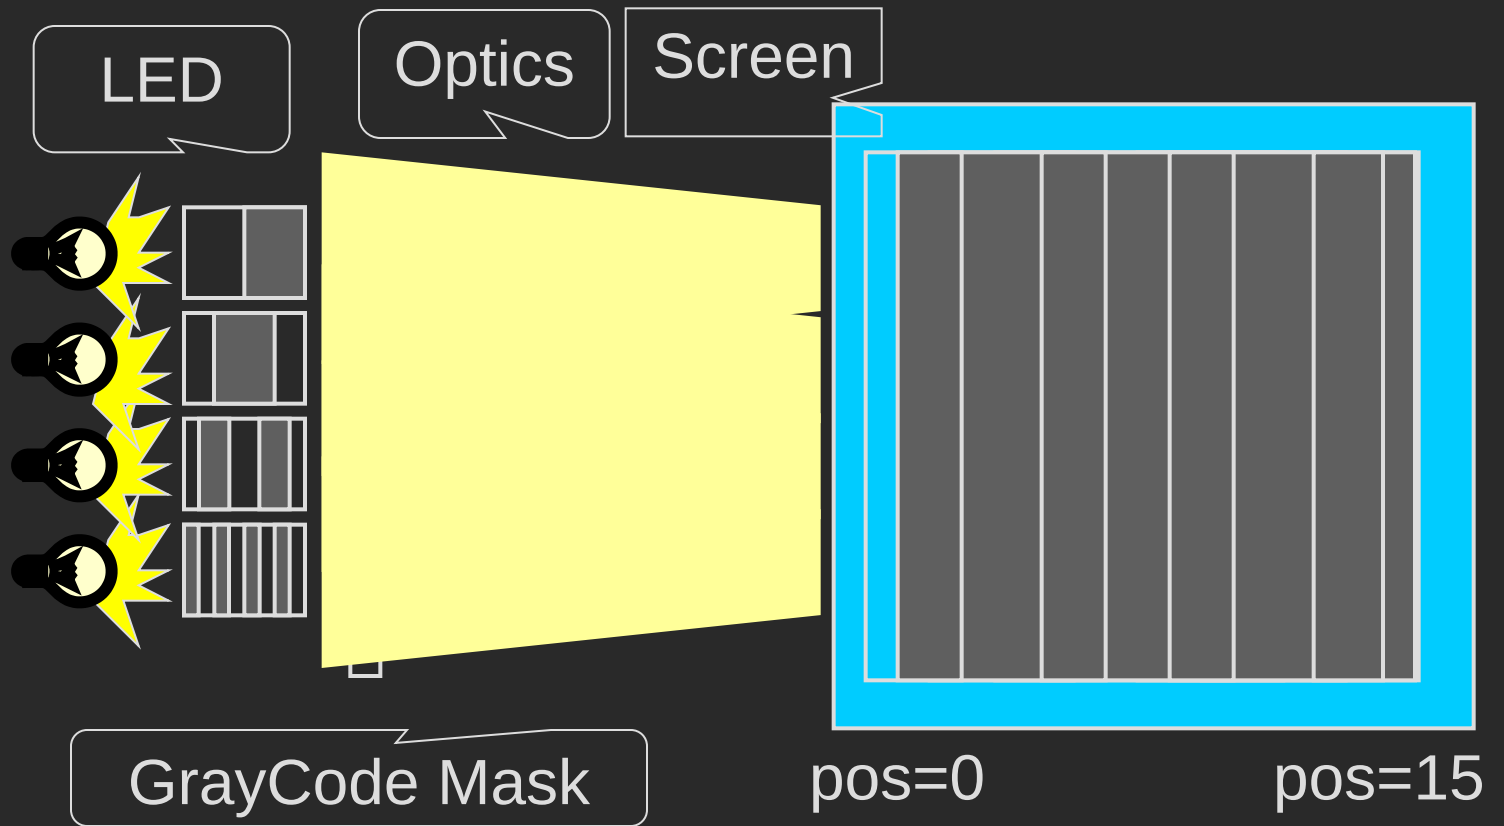 LED
Optics
Screen
GrayCode Mask
pos=0
pos=15